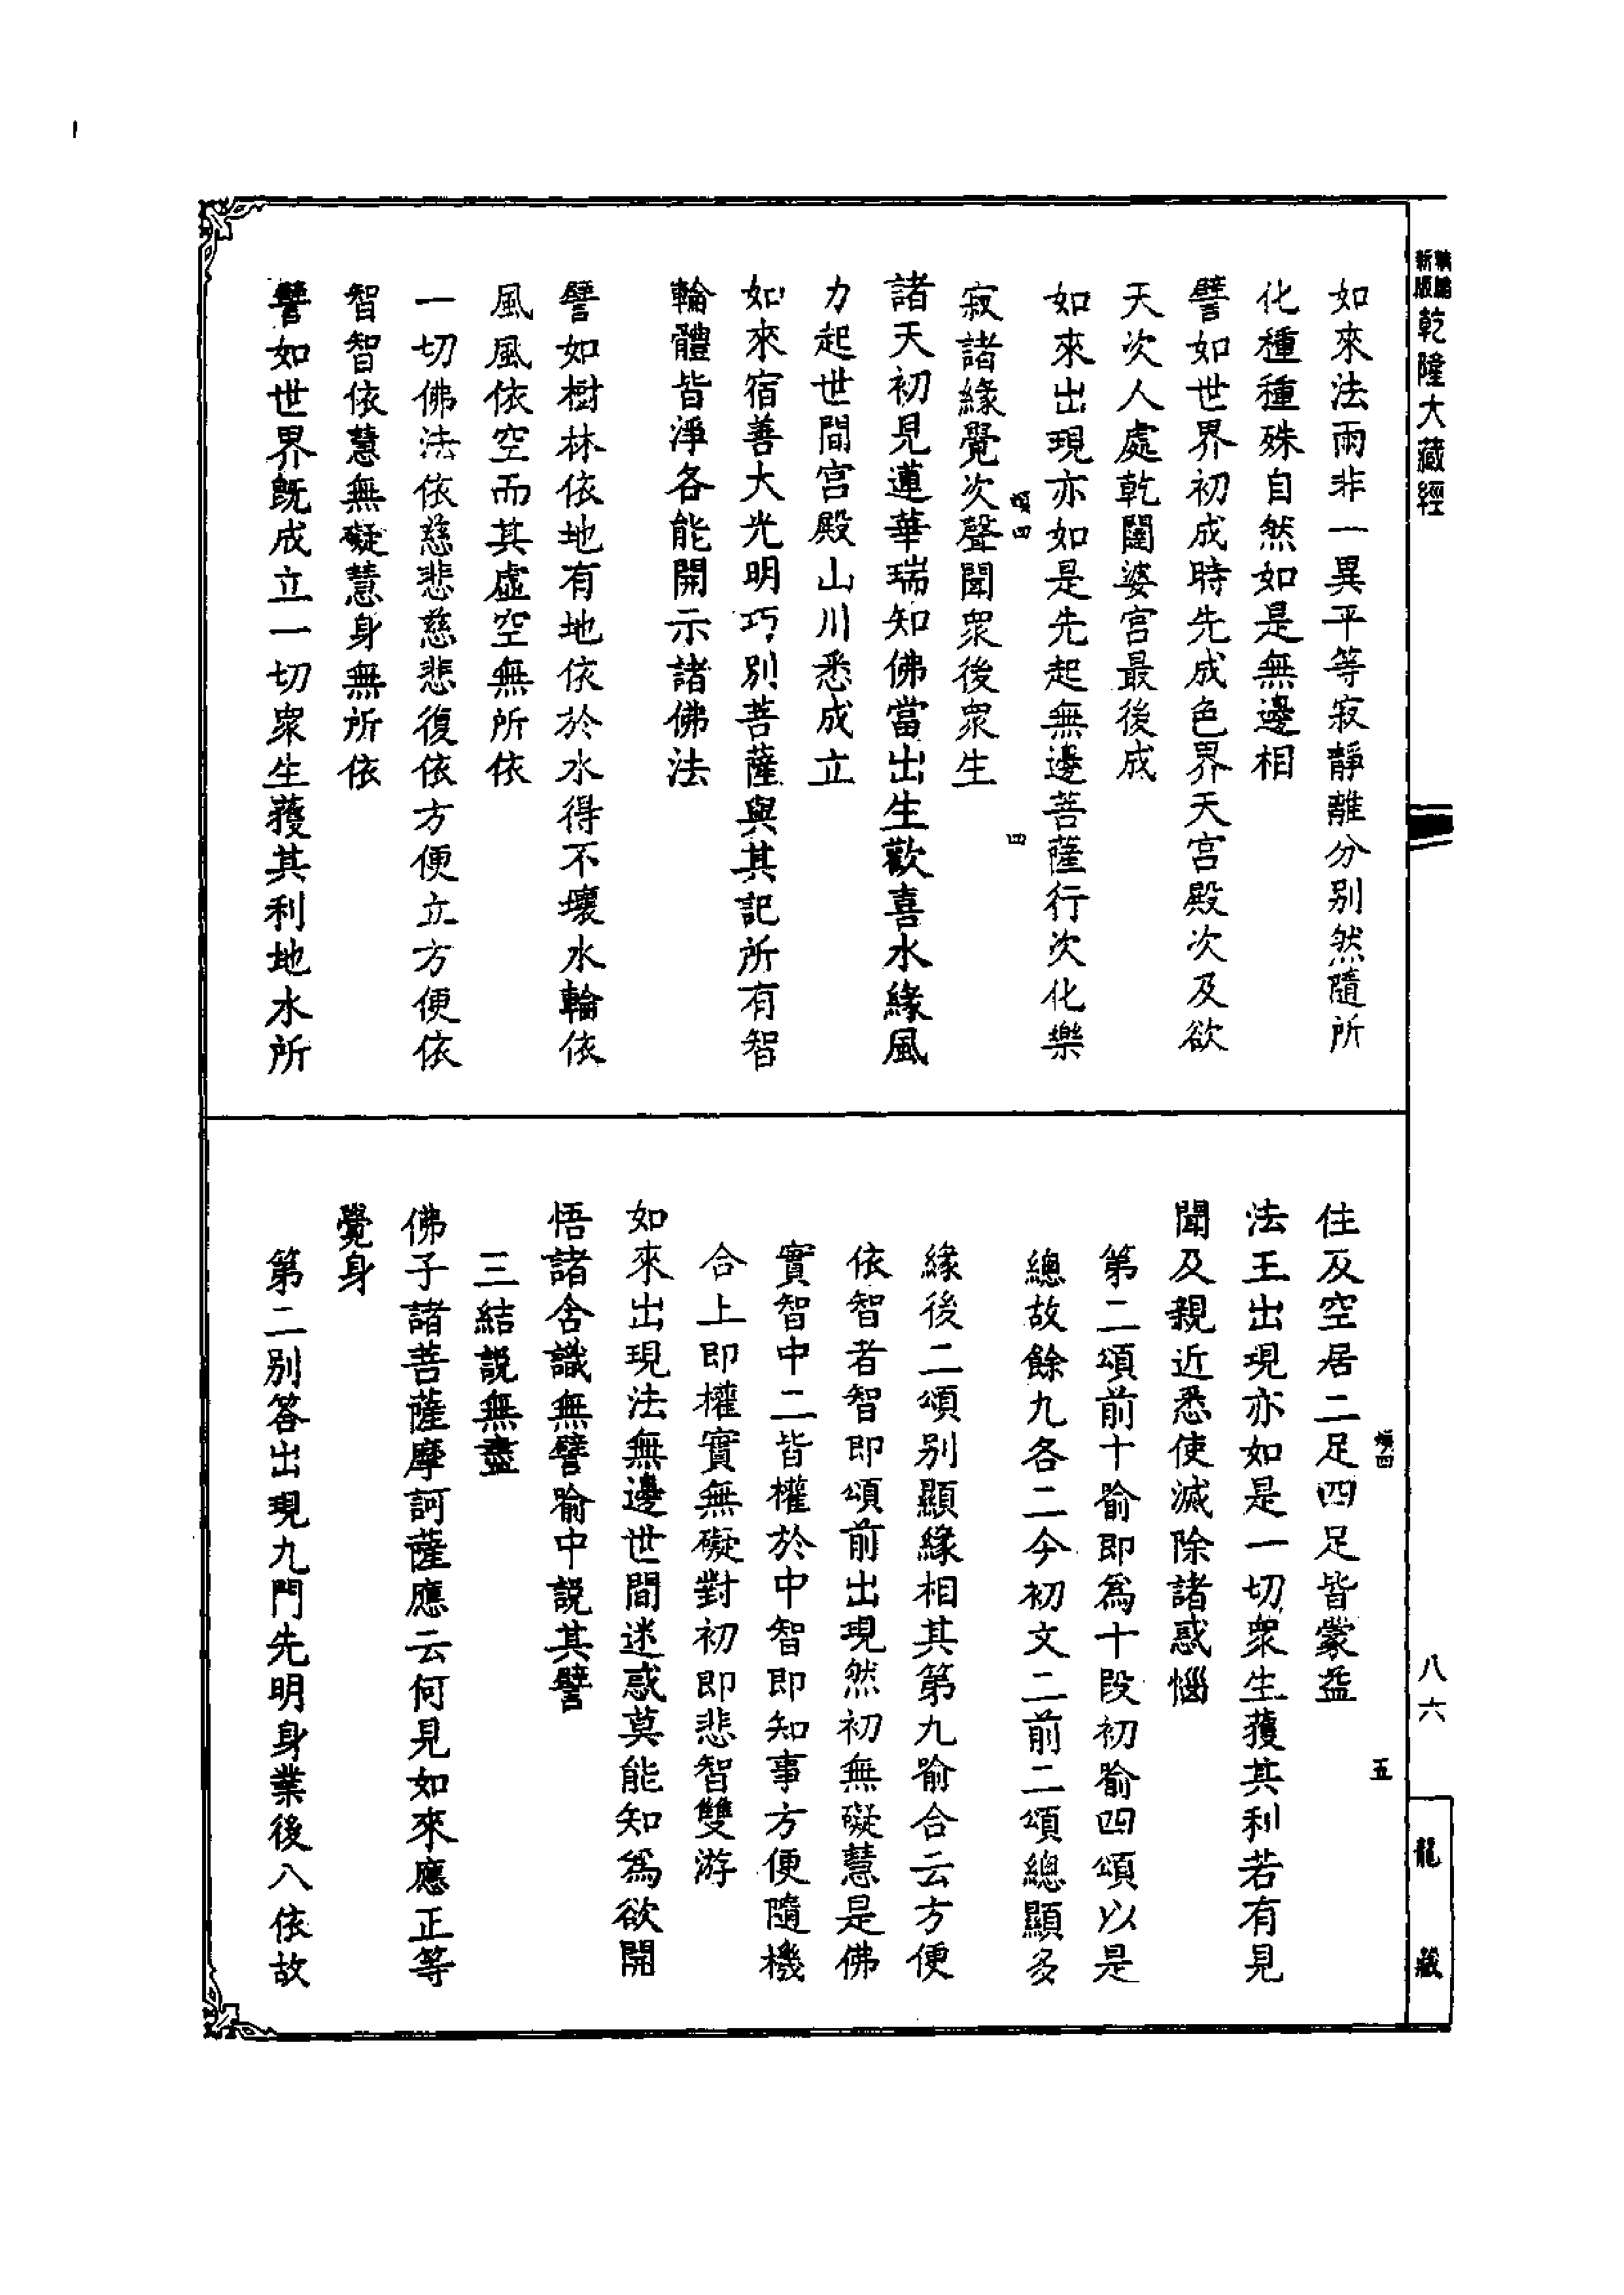 乾隆大藏經
如來法雨非一異平等寂靜離分別然隨所
化種種殊自然如是無邊相
譬如世界初成時先成色界天宮殿次及欲
天次人處乾闥婆宮最後成
如來出現亦如是先起無邊菩薩行次化樂
四
寂諸緣覺次聲聞眾後眾生
諸天初見蓮華瑞知佛當出生歡喜水緣風
力起世間宮殿山川悉成立
如來宿善大光明巧別菩薩與其記所有智
輪體皆淨各能開示諸佛法
譬如樹林依地有地依於水得不壞水輪依
風風依空而其虛空無所依
一切佛法依慈悲慈悲復依方便立方便依
智智依慧無礙慧身無所依
譬如世界既成立一切眾生獲其利地水所
八六
龍藏
五
住及空居二足四足皆蒙益
法王出現亦如是一切眾生獲其利若有見
聞及親近悉使滅除諸惑惱
第二頌前十喻即為十段初喻四頌以是
總故餘九各二今初文二前二頌總顯多
緣後二頌別顯緣相其第九喻合云方便
依智者智即頌前出現然初無礙慧是佛
實智中二皆權於中智即知事方便隨機
合上即權實無礙對初即悲智雙游
如來出現法無邊世間迷惑莫能知為欲開
悟諸含識無譬喻中說其譬
三結說無盡
佛子諸菩薩摩訶薩應云何見如來應正等
覺身
第二別答出現九門先明身業後八依故